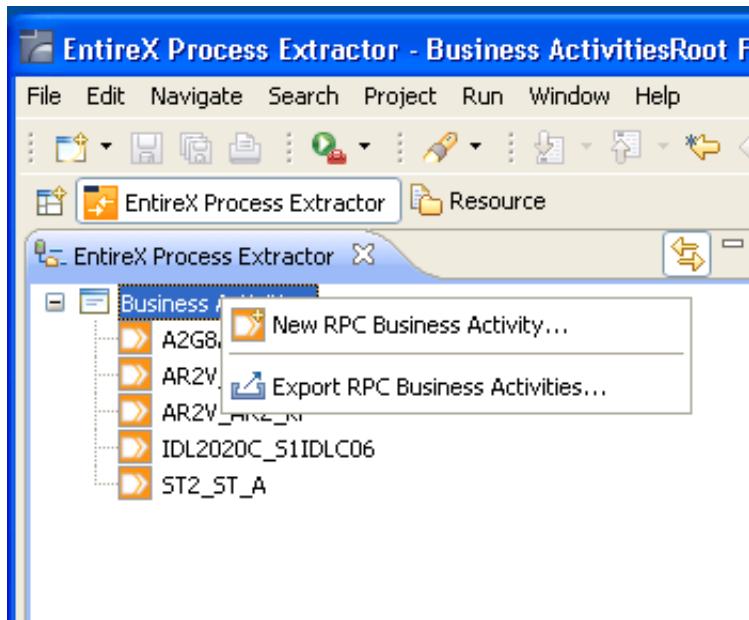 EntireX Process Extractor - Business ActivitiesRoot
File Edit Navigate Search Project Run Window Help
EntireX Process Extractor Resource
EntireX Process Extractor
Business
New RPC Business Activity...
Export RPC Business Activities...
IDL2020C_S1IDLC06
ST2_ST_A